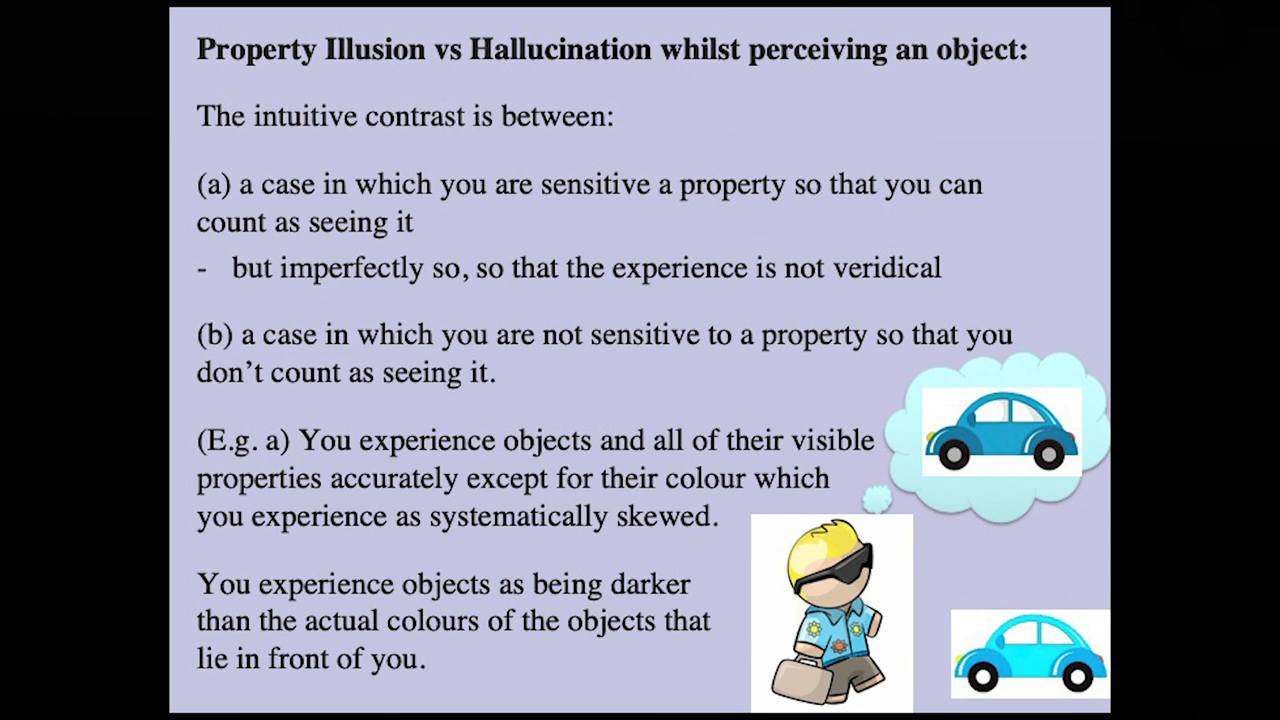 Property Illusion vs Hallucination whilst perceiving an object:
The intuitive contrast is between:
(a) a case in which you are sensitive a property so that you can
count as seeing it
- but imperfectly so, so that the experience is not veridical
(b) a case in which you are not sensitive to a property so that you
don't count as seeing it.
(E.g. a) You experience objects and all of their visible
properties accurately except for their colour which
you experience as systematically skewed.
You experience objects as being darker
than the actual colours of the objects that
lie in front of you.